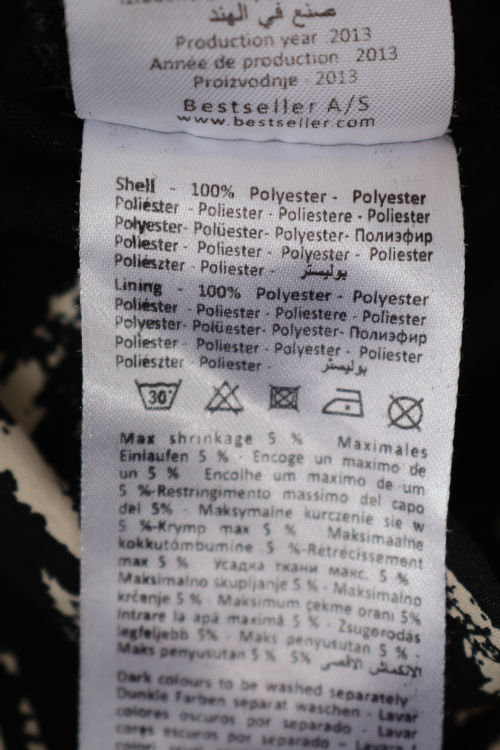 صنع في الهند
Production year 2013
Année de production 2013
Proizvodnje - 2013
Bestseller A/S
www.bestseller.com
Shell - 100% Polyester - Polyester
Poliéster - Poliester - Poliestere - Poliester
Polyester- Polüester- Polyester- Полиэфир
Poliester - Poliester - Polyester - Poliester
Poliészter - Poliester - بوليستر
Lining - 100% Polyester - Polyester
Poliéster - Poliester - Poliestere - Poliester
Polyester- Polüester- Polyester- Полиэфир
Poliester - Poliester - Polyester - Poliester
Poliészter - Poliester - بوليستر
30°
Max shrinkage 5 % Maximales
Einlaufen 5 % - Encoge un maximo de
un 5 % Encolhe um maximo de um
5 %-Restringimento massimo del capo
del 5% - Maksymalne kurczenie się w
5 %-Krymp max 5 % Maksimaalne
kokkutõmbumine 5 %-Rétrécissement
max 5 % Усадка ткани макс. 5 %
Maksimalno skupljanje 5 % - Maksimalno
krčenje 5 % - Maksimum çekme orani 5%
Intrare la apă maximă 5 % - Zsugorodás
legfeljebb 5% - Maks penyusutan 5 % -
Maks penyusutan 5 % 5% الانكماش الأقصى
Dark colours to be washed separately
Dunkle Farben separat waschen - Lavar
colores oscuros por separado - Lavar
cores escuros por separado - Lavare